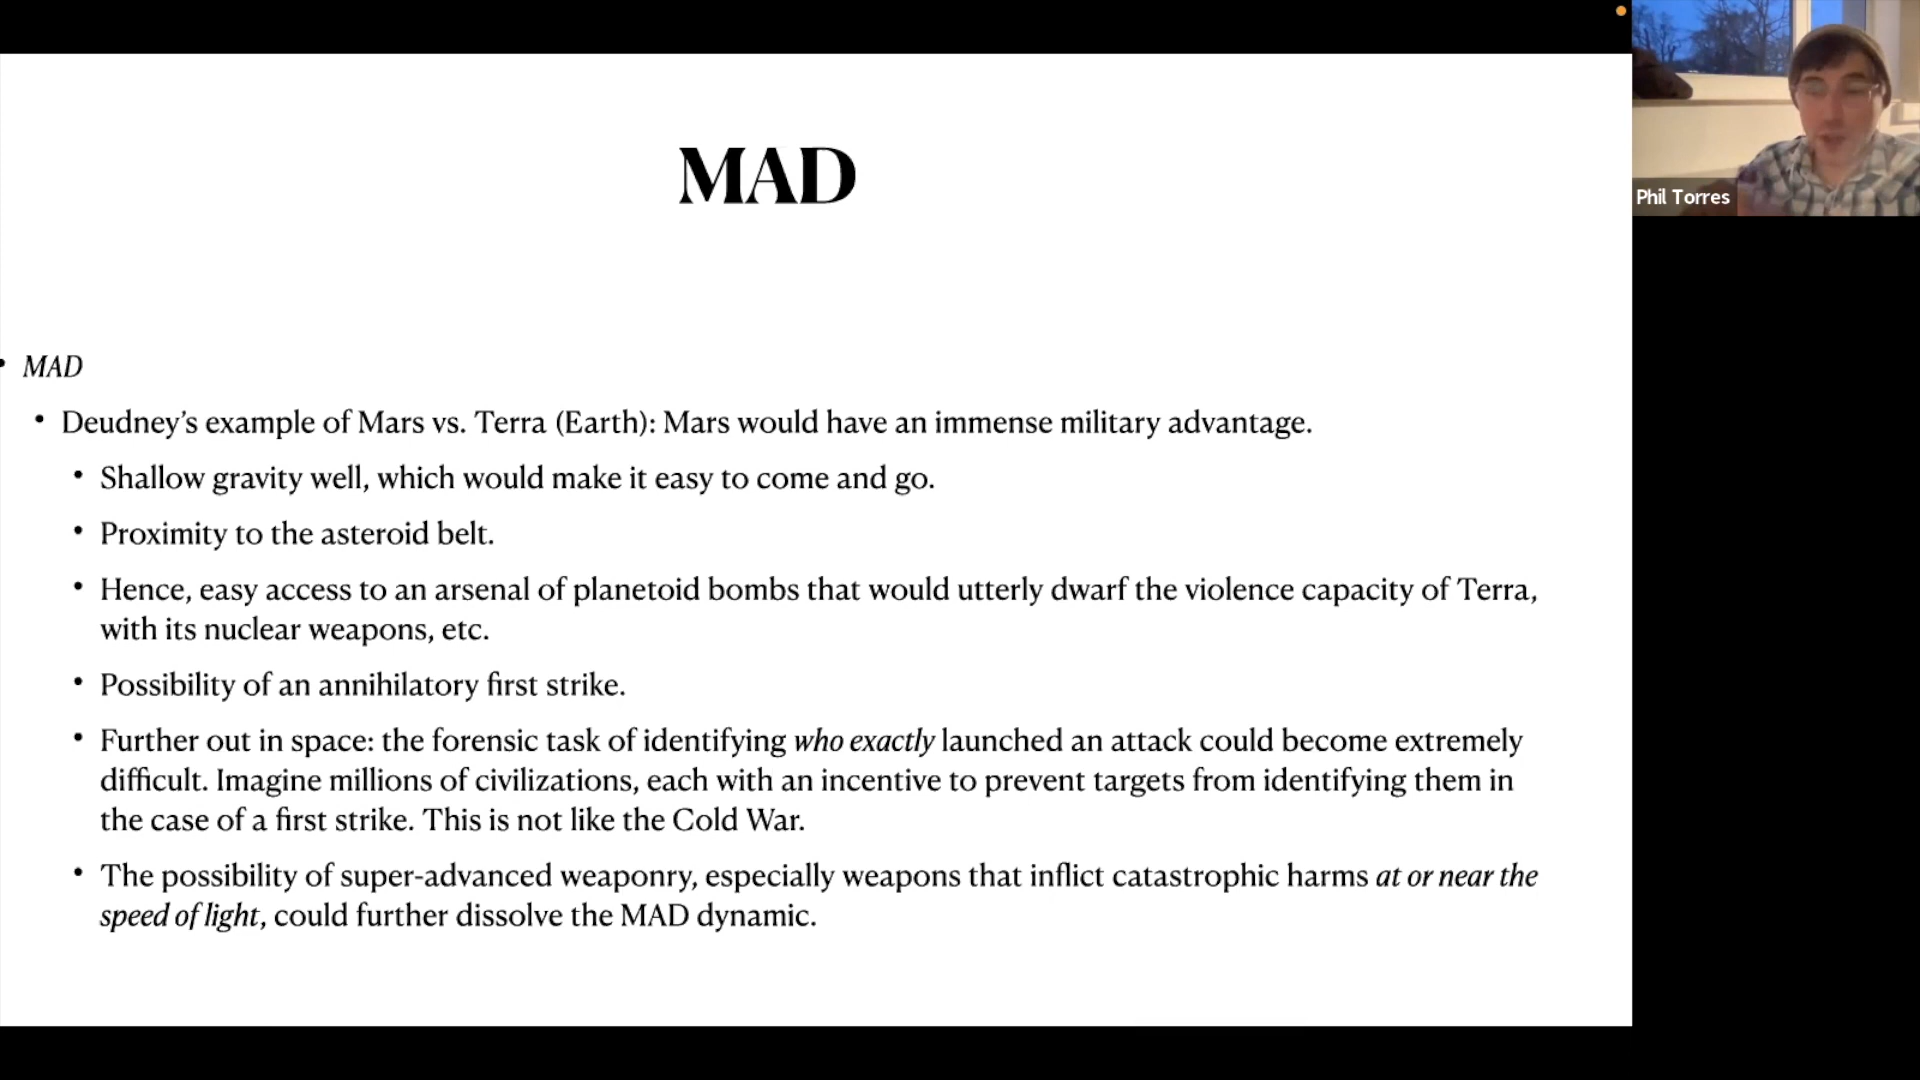 MAD
• MAD
• Deudney’s example of Mars vs. Terra (Earth): Mars would have an immense military advantage.
• Shallow gravity well, which would make it easy to come and go.
• Proximity to the asteroid belt.
• Hence, easy access to an arsenal of planetoid bombs that would utterly dwarf the violence capacity of Terra,
with its nuclear weapons, etc.
• Possibility of an annihilatory first strike.
• Further out in space: the forensic task of identifying who exactly launched an attack could become extremely
difficult. Imagine millions of civilizations, each with an incentive to prevent targets from identifying them in
the case of a first strike. This is not like the Cold War.
• The possibility of super-advanced weaponry, especially weapons that inflict catastrophic harms at or near the
speed of light, could further dissolve the MAD dynamic.
Phil Torres